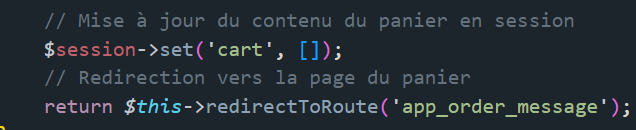 // Mise à jour du contenu du panier en session
$session->set('cart', []);
// Redirection vers la page du panier
return $this->redirectToRoute('app_order_message');